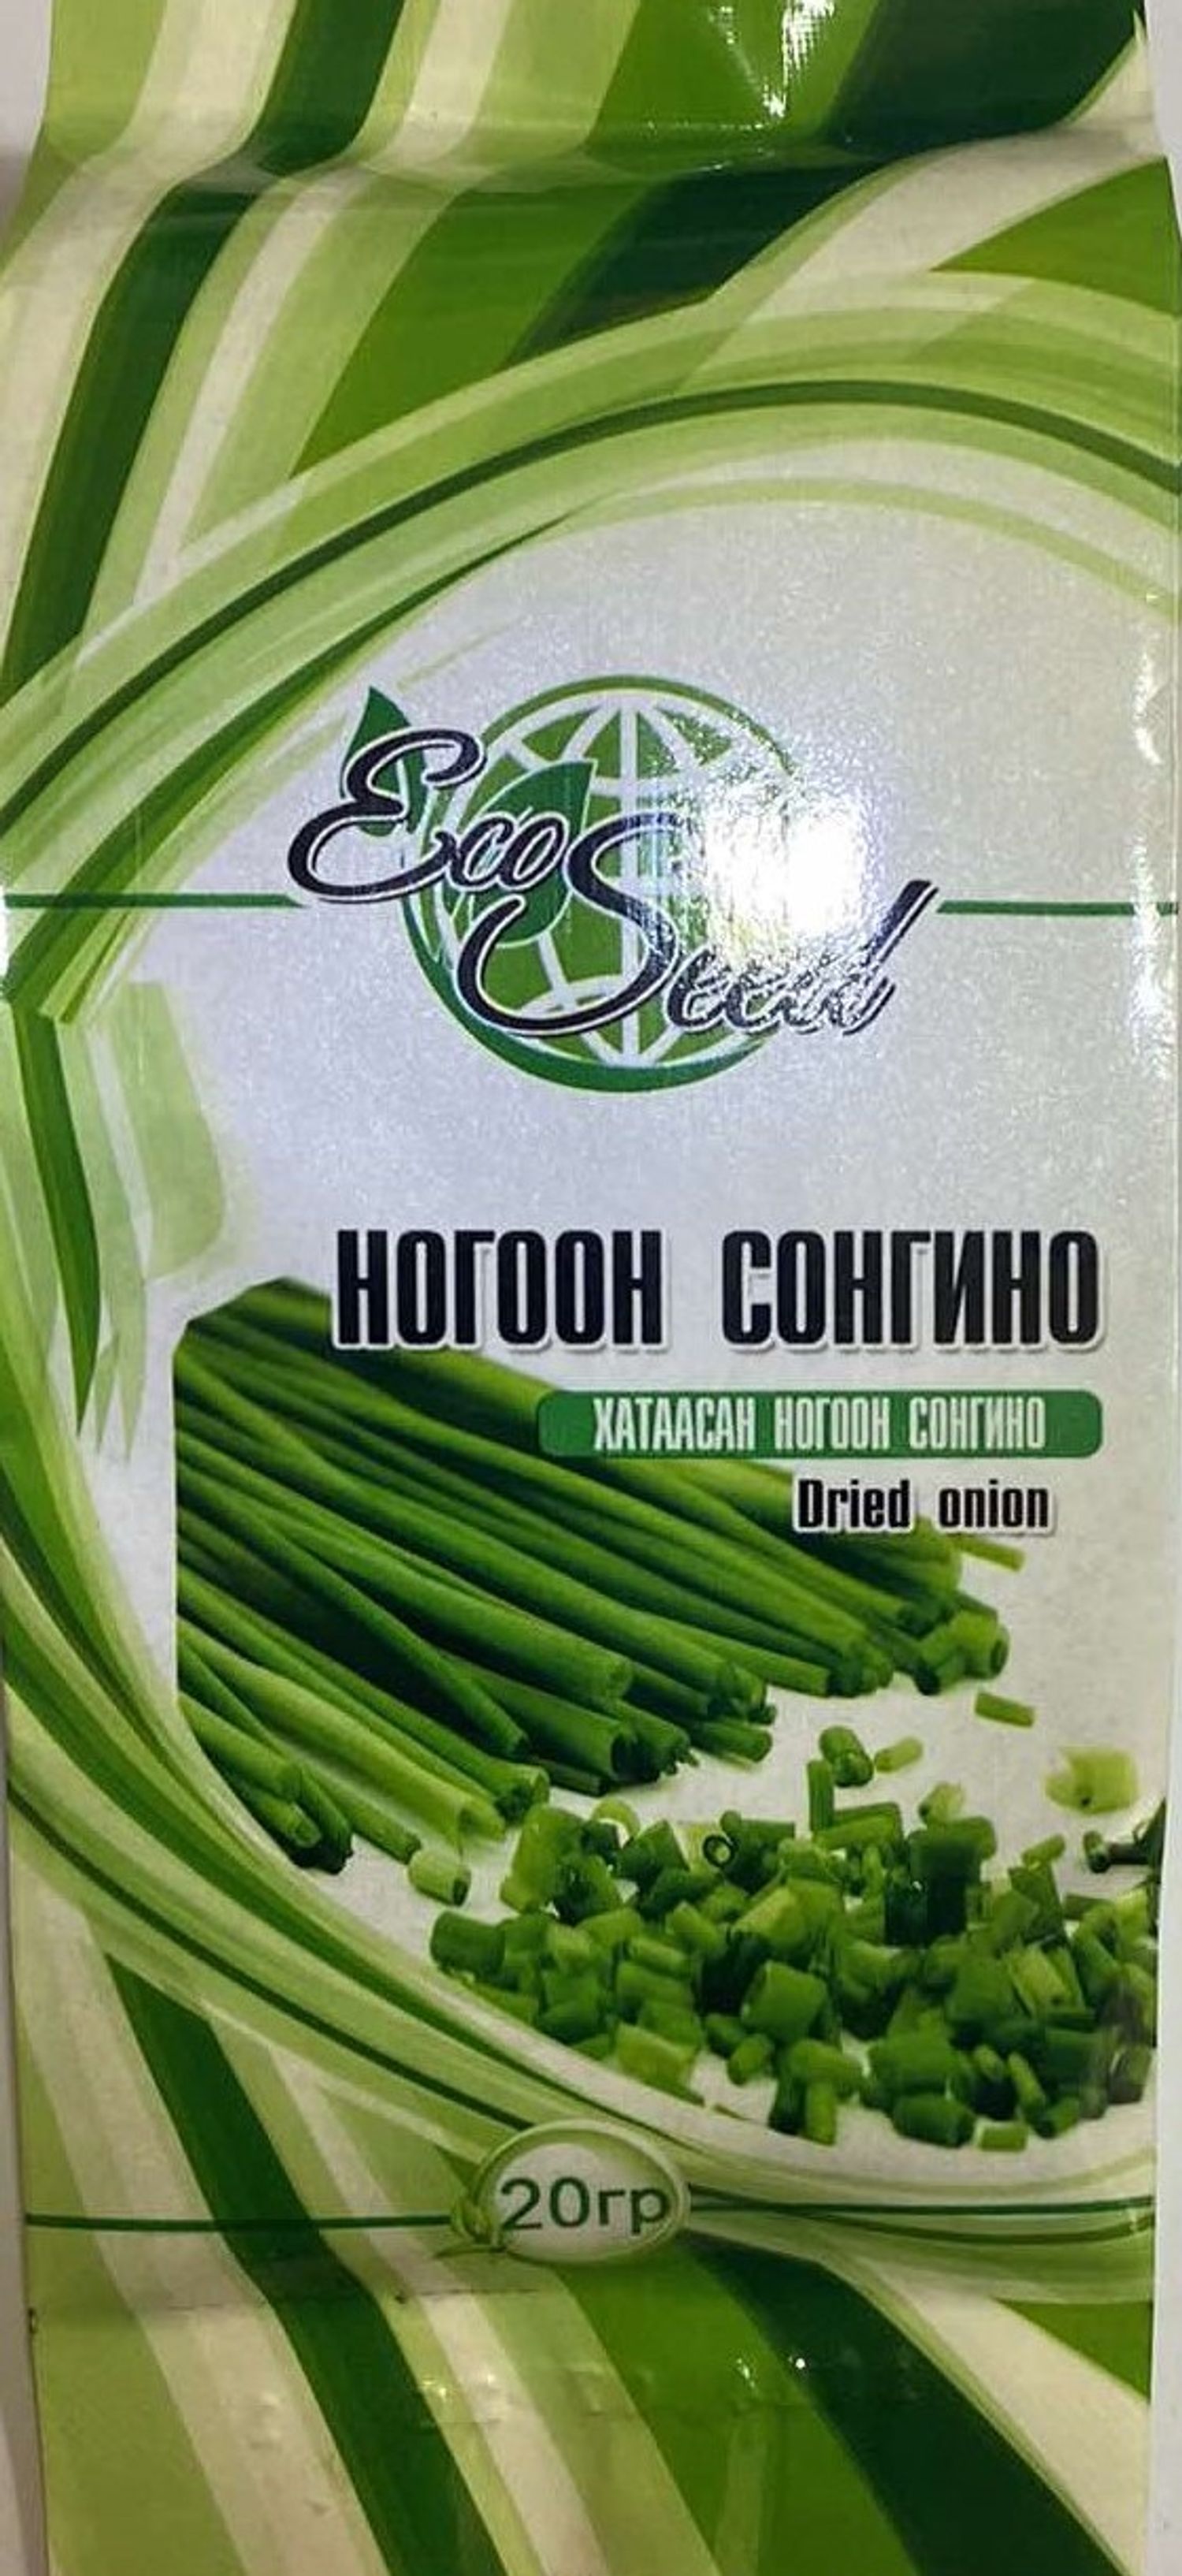 Eco
Seed
НОГООН СОНГИНО
ХАТААСАН НОГООН СОНГИНО
Dried onion
20гр